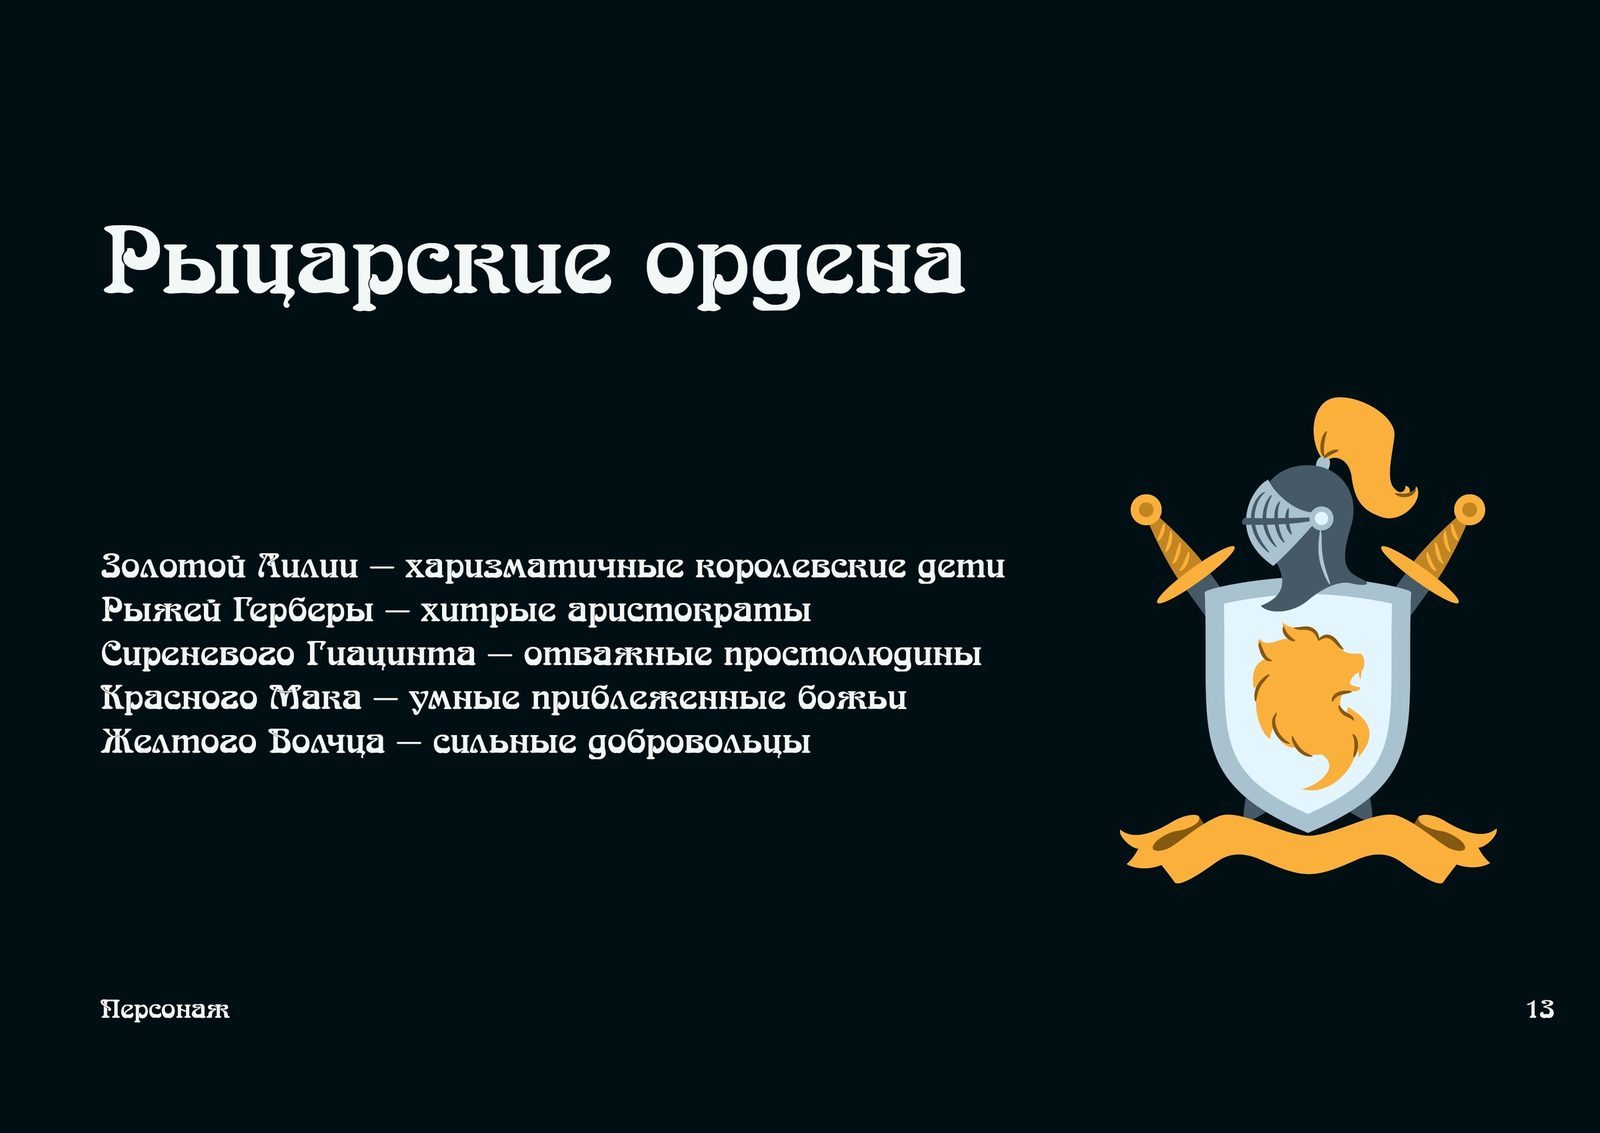 Рыцарские ордена
Золотой Лилии — харизматичные королевские дети
Рыжей Герберы — хитрые аристократы
Сиреневого Гиацинта — отважные простолюдины
Красного Мака — умные приблеженные божьи
Желтого Волчца — сильные добровольцы
Персонаж
13